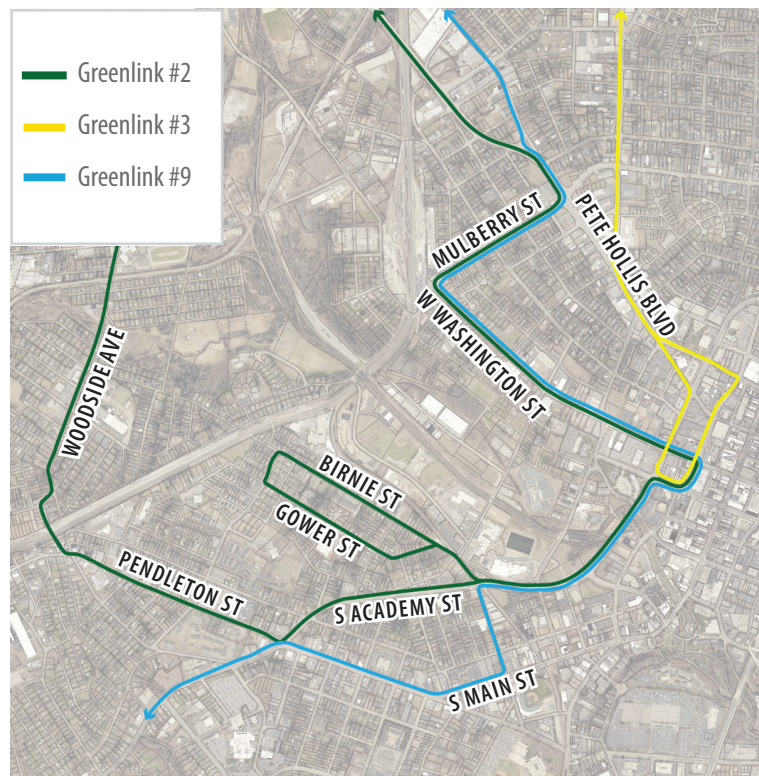 Greenlink #2
Greenlink #3
Greenlink #9
MULBERRY ST
PETE HOLLIS BLVD
W WASHINGTON ST
WOODSIDE AVE
BIRNIE ST
GOWER ST
PENDLETON ST
S ACADEMY ST
S MAIN ST